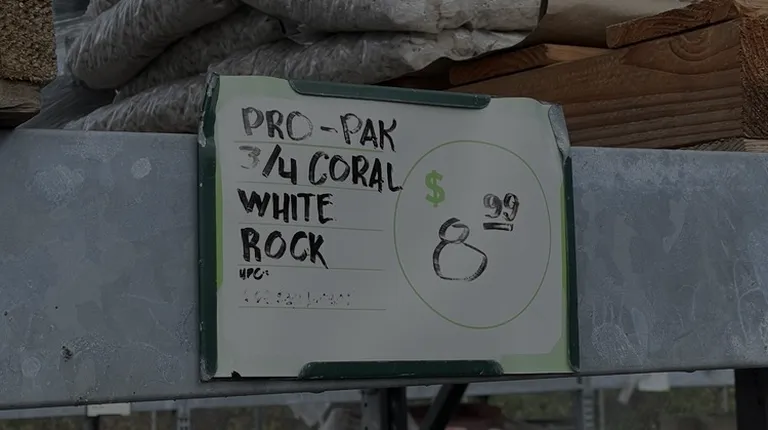 PRO-PAK
3/4 CORAL
WHITE
ROCK
UPC:
$ 8 99